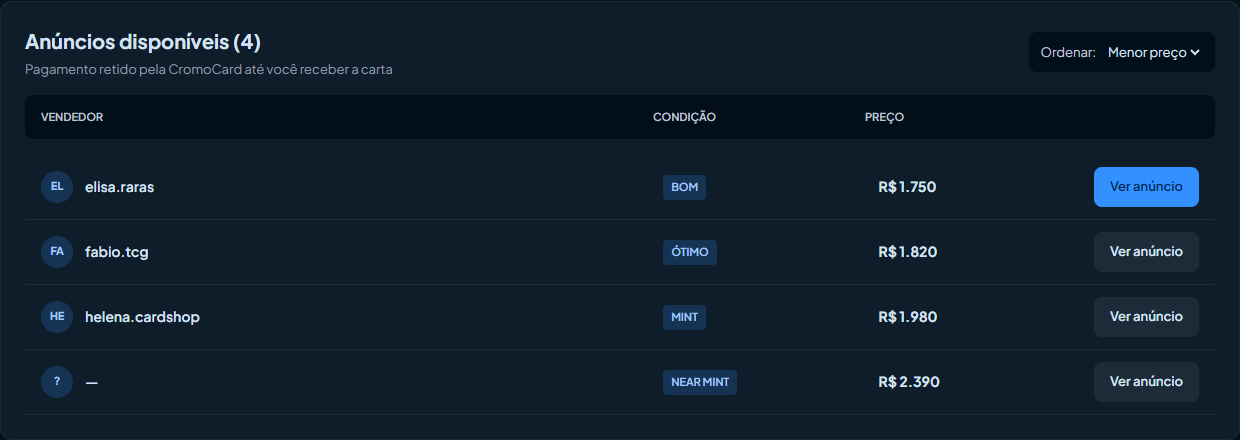 Anúncios disponíveis (4)
Pagamento retido pela CromoCard até você receber a carta
Ordenar: Menor preço
VENDEDOR CONDIÇÃO PREÇO
EL elisa.raras BOM R$ 1.750 Ver anúncio
FA fabio.tcg ÓTIMO R$ 1.820 Ver anúncio
HE helena.cardshop MINT R$ 1.980 Ver anúncio
? — NEAR MINT R$ 2.390 Ver anúncio